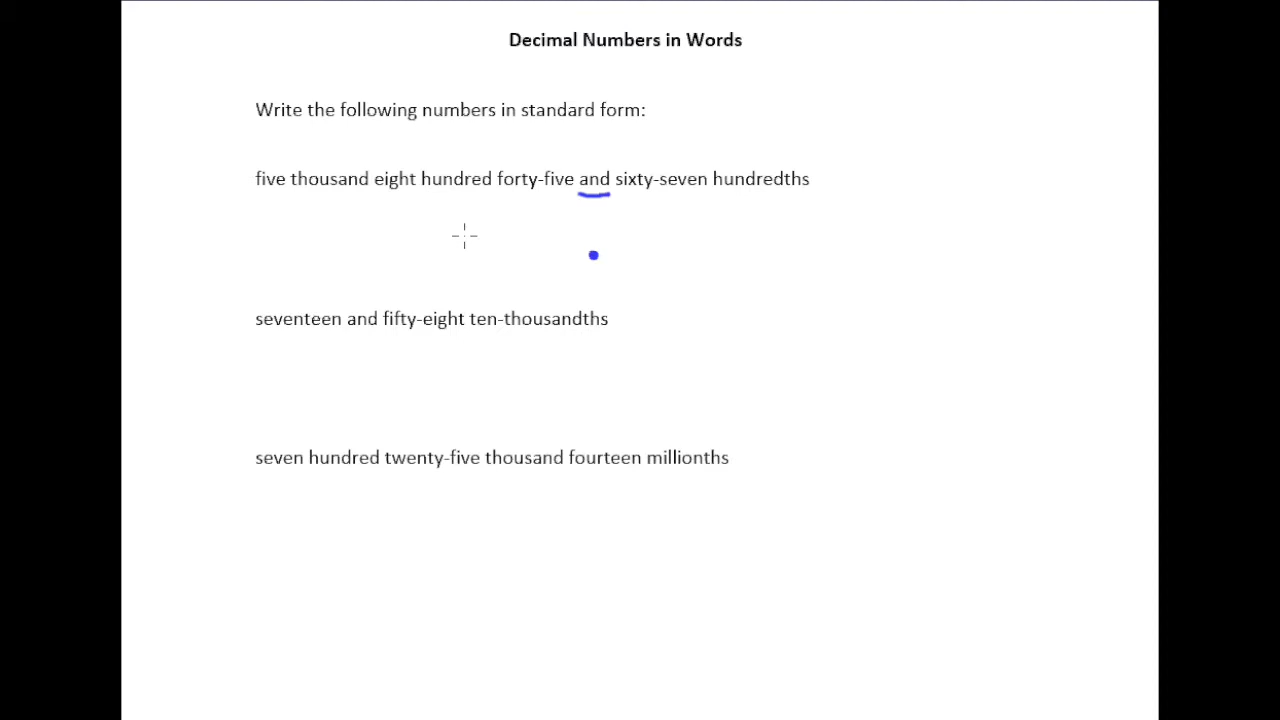 Decimal Numbers in Words
Write the following numbers in standard form:
five thousand eight hundred forty-five and sixty-seven hundredths
seventeen and fifty-eight ten-thousandths
seven hundred twenty-five thousand fourteen millionths